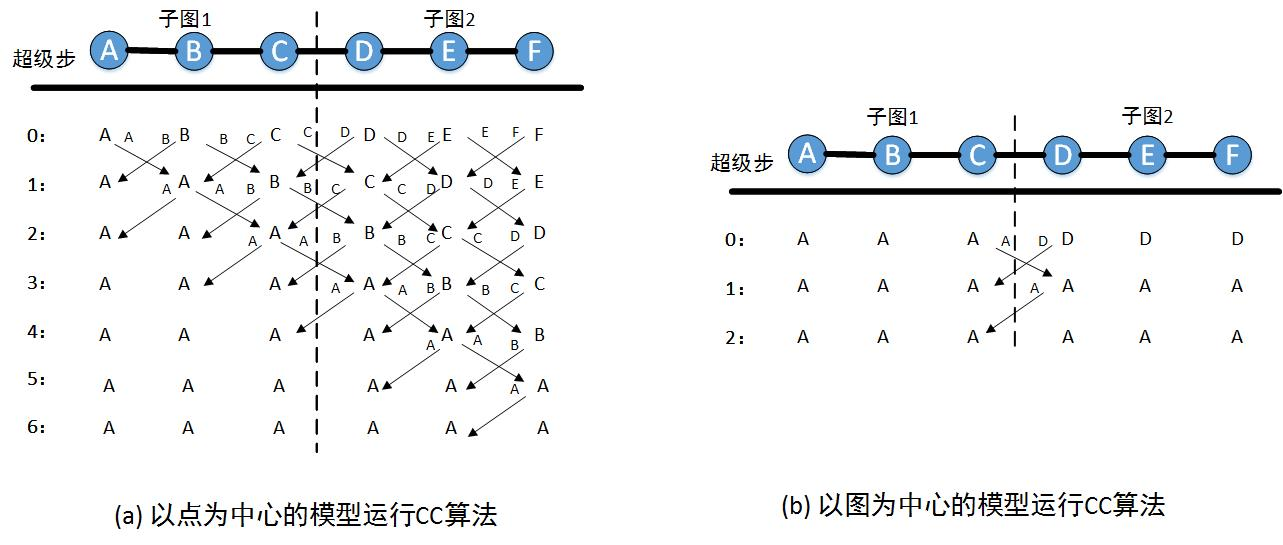 子图1 子图2
超级步 A B C D E F
0: A A B B B C C C D D D E E E F F
1: A A A A B B B C C C D D D E E
2: A A A A A B B B C C C D D
3: A A A A A A B B B C C
4: A A A A A A A B B
5: A A A A A A A
6: A A A A A A
(a) 以点为中心的模型运行CC算法
子图1 子图2
超级步 A B C D E F
0: A A A A D D D D
1: A A A A A A A
2: A A A A A A
(b) 以图为中心的模型运行CC算法